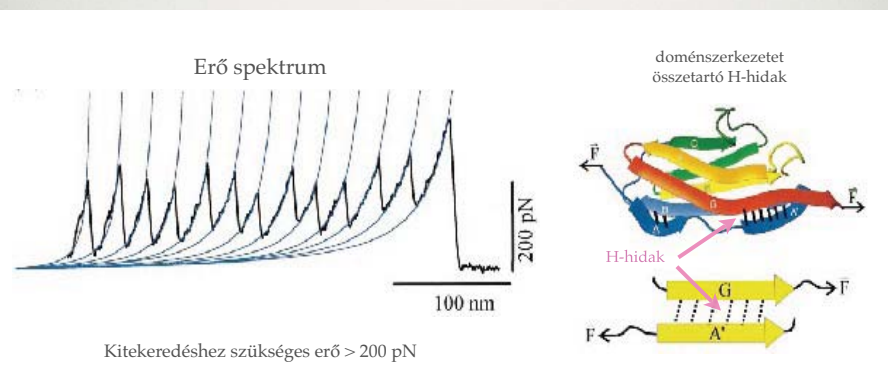 Erő spektrum
200 pN
100 nm
Kitekeredéshez szükséges erő > 200 pN
doménszerkezetet
összetartó H-hidak
F
F
G
G
A'
H-hidak
G
F
A'
F